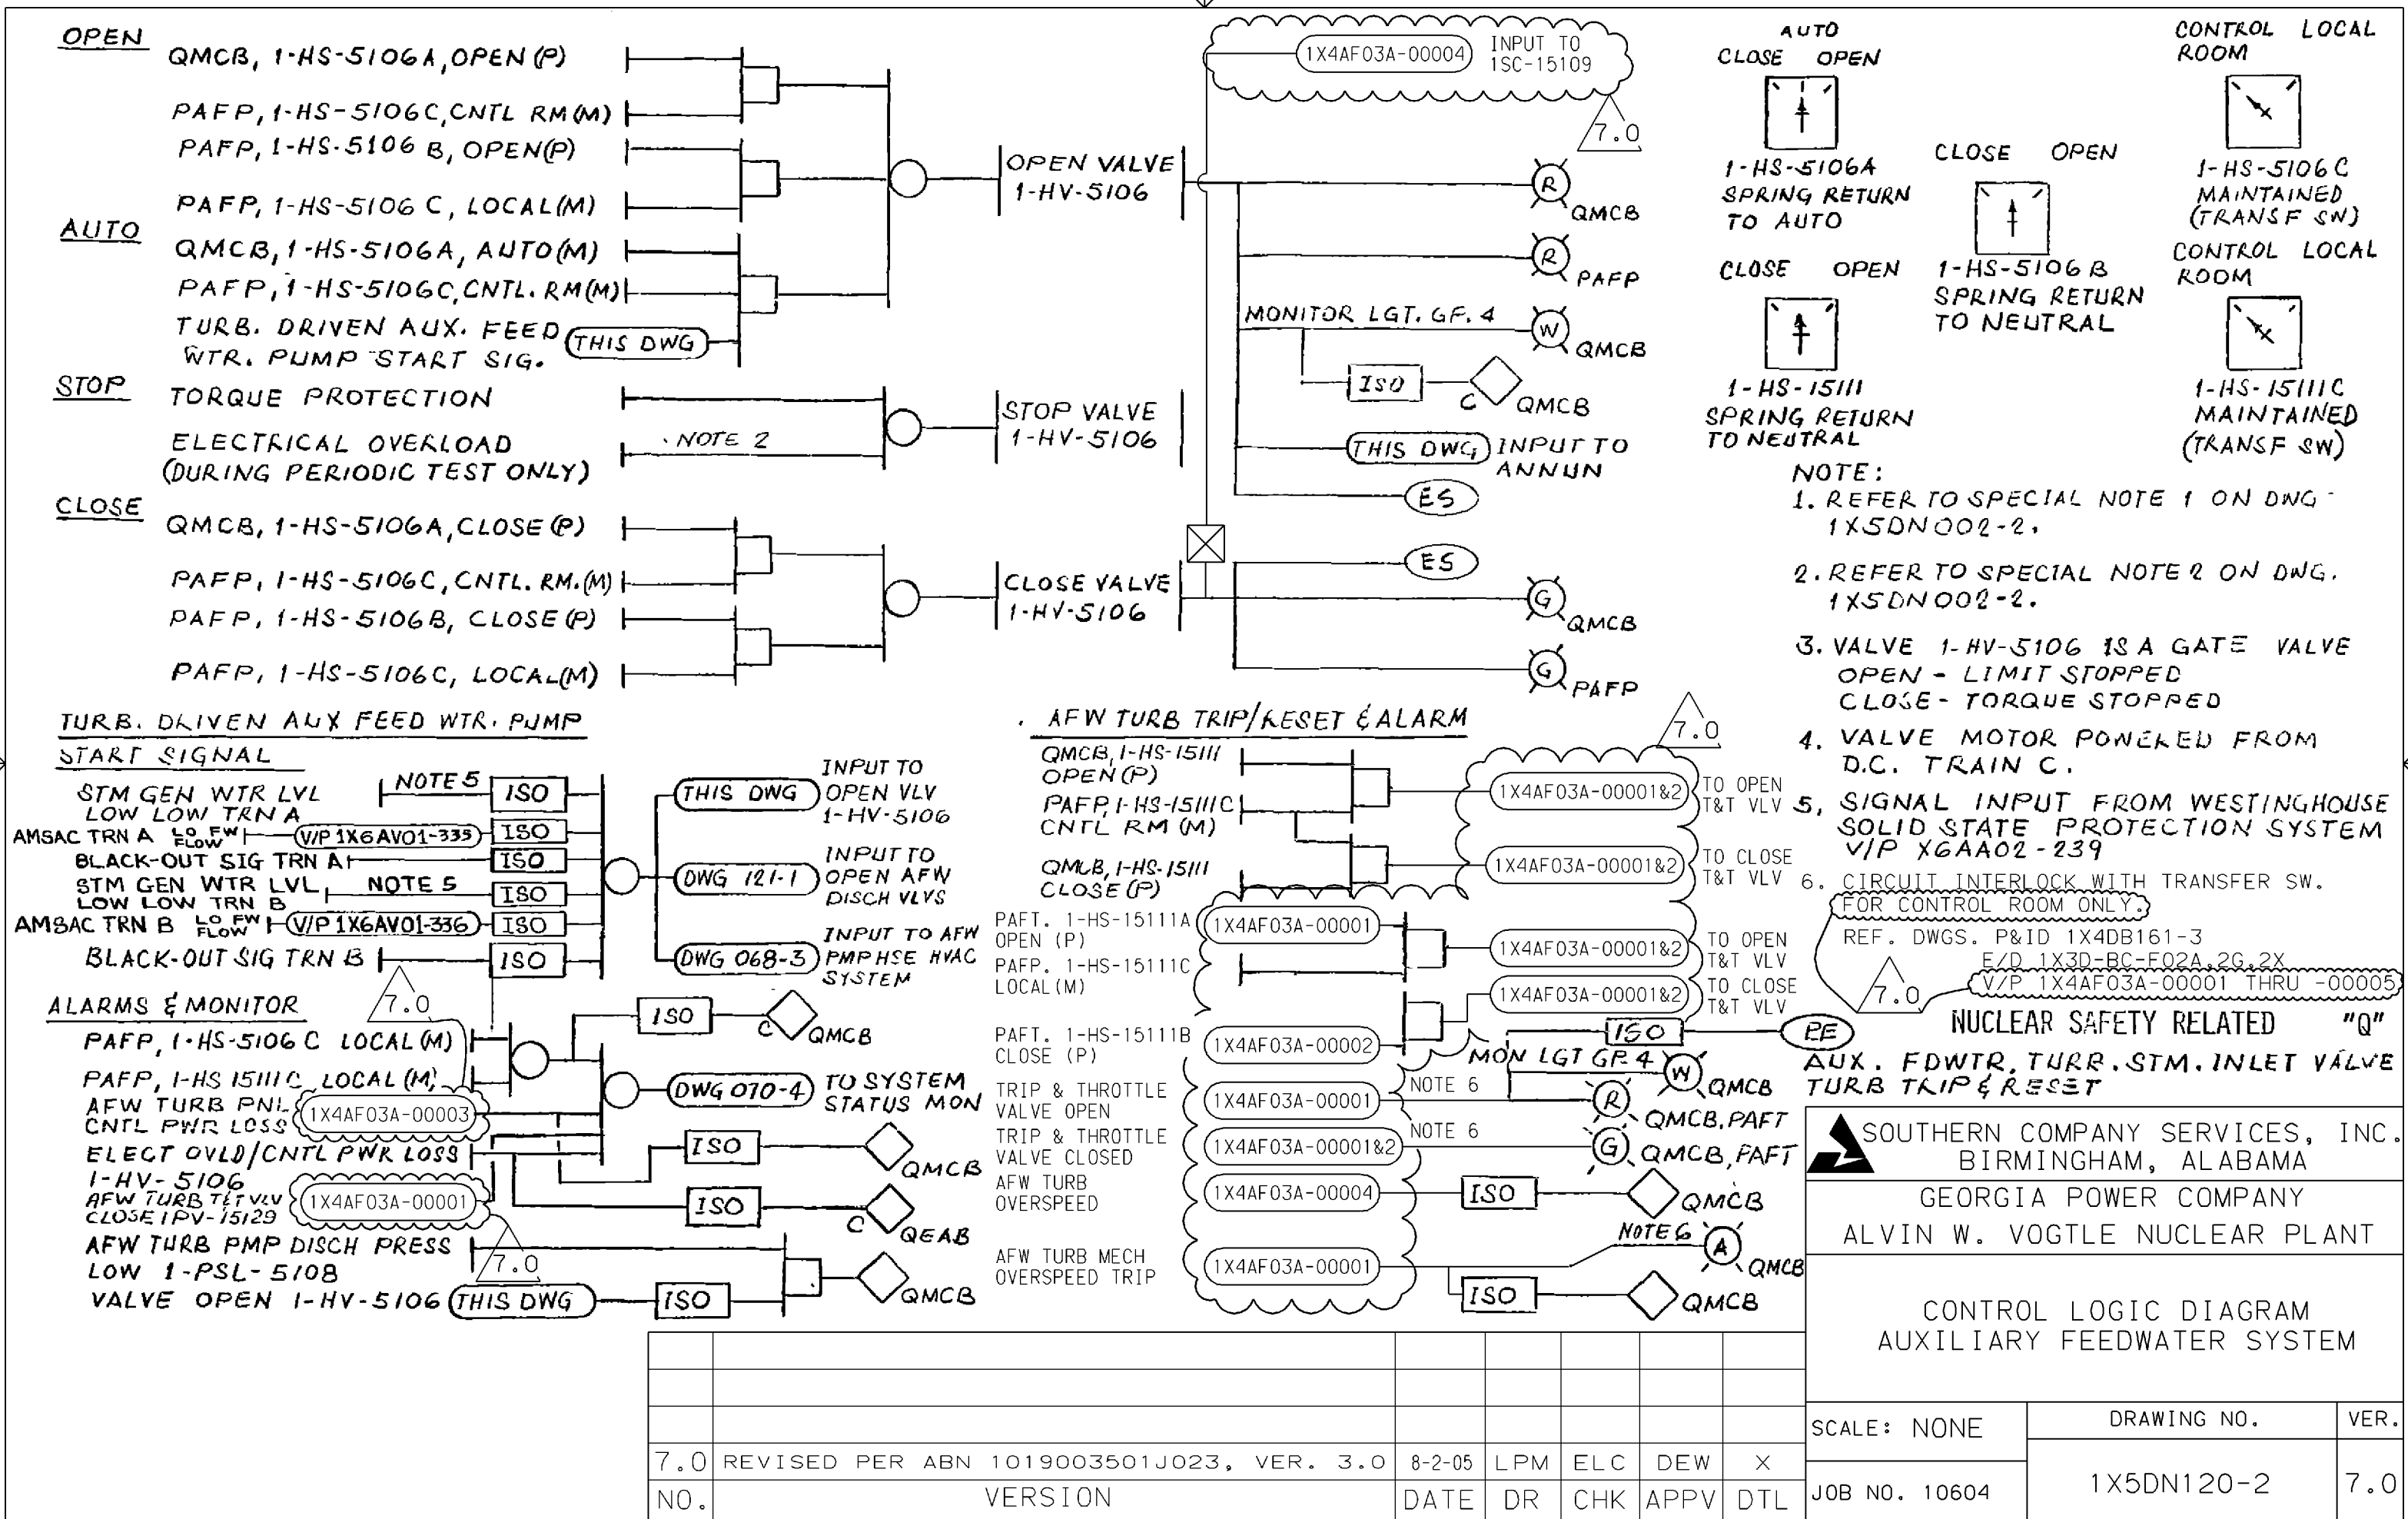 OPEN
QMCB, 1-HS-5106A, OPEN (P)
PAFP, 1-HS-5106C, CNTL RM (M)
PAFP, 1-HS-5106 B, OPEN(P)
PAFP, 1-HS-5106 C, LOCAL(M)
AUTO
QMCB, 1-HS-5106A, AUTO(M)
PAFP, 1-HS-5106C, CNTL. RM(M)
TURB. DRIVEN AUX. FEED
WTR. PUMP START SIG.
THIS DWG
STOP
TORQUE PROTECTION
ELECTRICAL OVERLOAD
(DURING PERIODIC TEST ONLY)
NOTE 2
CLOSE
QMCB, 1-HS-5106A, CLOSE (P)
PAFP, 1-HS-5106C, CNTL. RM. (M)
PAFP, 1-HS-5106B, CLOSE (P)
PAFP, 1-HS-5106C, LOCAL(M)
OPEN VALVE
1-HV-5106
STOP VALVE
1-HV-5106
CLOSE VALVE
1-HV-5106
1X4AF03A-00004
INPUT TO
1SC-15109
7.0
R
QMCB
R
PAFP
MONITOR LGT. GP. 4
W
QMCB
ISO
C
QMCB
THIS DWG
INPUT TO
ANNUN
ES
ES
G
QMCB
G
PAFP
AUTO
CLOSE OPEN
1-HS-5106A
SPRING RETURN
TO AUTO
CLOSE OPEN
1-HS-5106 B
SPRING RETURN
TO NEUTRAL
CONTROL LOCAL
ROOM
1-HS-5106 C
MAINTAINED
(TRANSF SW)
CLOSE OPEN
1-HS-15111
SPRING RETURN
TO NEUTRAL
CONTROL LOCAL
ROOM
1-HS-15111C
MAINTAINED
(TRANSF SW)
NOTE:
1. REFER TO SPECIAL NOTE 1 ON DWG
1X5DN002-2.
2. REFER TO SPECIAL NOTE 2 ON DWG.
1X5DN002-2.
3. VALVE 1-HV-5106 IS A GATE VALVE
OPEN - LIMIT STOPPED
CLOSE - TORQUE STOPPED
4. VALVE MOTOR POWERED FROM
D.C. TRAIN C.
5. SIGNAL INPUT FROM WESTINGHOUSE
SOLID STATE PROTECTION SYSTEM
V/P X6AA02-239
6. CIRCUIT INTERLOCK WITH TRANSFER SW.
FOR CONTROL ROOM ONLY.
REF. DWGS. P&ID 1X4DB161-3
E/D 1X3D-BC-F02A,2G,2X
V/P 1X4AF03A-00001 THRU -00005
7.0
NUCLEAR SAFETY RELATED "Q"
AUX. FDWTR. TURB. STM. INLET VALVE
TURB TRIP & RESET
TURB. DRIVEN AUX FEED WTR. PUMP
START SIGNAL
STM GEN WTR LVL
LOW LOW TRN A
NOTE 5
ISO
AMSAC TRN A LO FW FLOW
V/P 1X6AV01-335
ISO
BLACK-OUT SIG TRN A
ISO
STM GEN WTR LVL
LOW LOW TRN B
NOTE 5
ISO
AMSAC TRN B LO FW FLOW
V/P 1X6AV01-336
ISO
BLACK-OUT SIG TRN B
ISO
THIS DWG
INPUT TO
OPEN VLV
1-HV-5106
DWG 121-1
INPUT TO
OPEN AFW
DISCH VLVS
DWG 068-3
INPUT TO AFW
PMPHSE HVAC
SYSTEM
ALARMS & MONITOR
7.0
PAFP, 1-HS-5106 C LOCAL (M)
PAFP, 1-HS 15111 C LOCAL (M)
AFW TURB PNL
CNTL PWR LOSS
1X4AF03A-00003
ELECT OVLD/CNTL PWR LOSS
1-HV-5106
AFW TURB T&T VLV
CLOSE 1PV-15129
1X4AF03A-00001
7.0
AFW TURB PMP DISCH PRESS
LOW 1-PSL-5108
VALVE OPEN 1-HV-5106
THIS DWG
ISO
QMCB
ISO
C
QMCB
DWG 070-4
TO SYSTEM
STATUS MON
ISO
QMCB
ISO
C
QEAB
AFW TURB TRIP/RESET & ALARM
7.0
QMCB, 1-HS-15111
OPEN (P)
PAFP, 1-HS-15111C
CNTL RM (M)
QMCB, 1-HS-15111
CLOSE (P)
1X4AF03A-00001&2
TO OPEN
T&T VLV
1X4AF03A-00001&2
TO CLOSE
T&T VLV
PAFT. 1-HS-15111A
OPEN (P)
1X4AF03A-00001
PAFP. 1-HS-15111C
LOCAL(M)
1X4AF03A-00001&2
TO OPEN
T&T VLV
1X4AF03A-00001&2
TO CLOSE
T&T VLV
PAFT. 1-HS-15111B
CLOSE (P)
1X4AF03A-00002
ISO
EE
MON LGT GP. 4
W
QMCB
TRIP & THROTTLE
VALVE OPEN
1X4AF03A-00001
NOTE 6
R
QMCB, PAFT
TRIP & THROTTLE
VALVE CLOSED
1X4AF03A-00001&2
NOTE 6
G
QMCB, PAFT
AFW TURB
OVERSPEED
1X4AF03A-00004
ISO
QMCB
AFW TURB MECH
OVERSPEED TRIP
1X4AF03A-00001
NOTE 6
A
QMCB
ISO
QMCB
SOUTHERN COMPANY SERVICES, INC.
BIRMINGHAM, ALABAMA
GEORGIA POWER COMPANY
ALVIN W. VOGTLE NUCLEAR PLANT
CONTROL LOGIC DIAGRAM
AUXILIARY FEEDWATER SYSTEM
SCALE: NONE
DRAWING NO.
VER.
JOB NO. 10604
1X5DN120-2
7.0
7.0 REVISED PER ABN 1019003501J023, VER. 3.0 8-2-05 LPM ELC DEW X
NO. VERSION DATE DR CHK APPV DTL